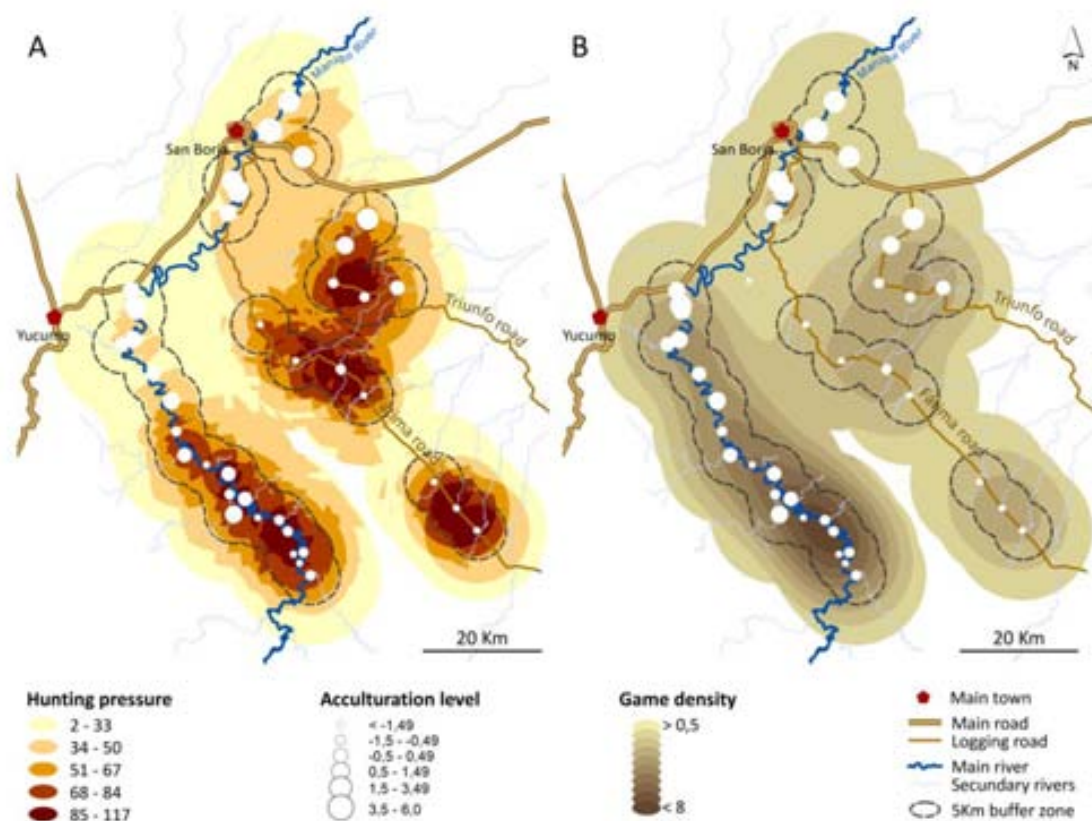 A
B
Maniqui River
N
San Borja
San Borja
Triunfo road
Triunfo road
Yucumo
Yucumo
Fatima road
20 Km
20 Km
Hunting pressure
2 - 33
34 - 50
51 - 67
68 - 84
85 - 117
Acculturation level
< -1,49
-1,5 - -0,49
-0,5 - 0,49
0,5 - 1,49
1,5 - 3,49
3,5 - 6,0
Game density
> 0,5
< 8
Main town
Main road
Logging road
Main river
Secundary rivers
5Km buffer zone